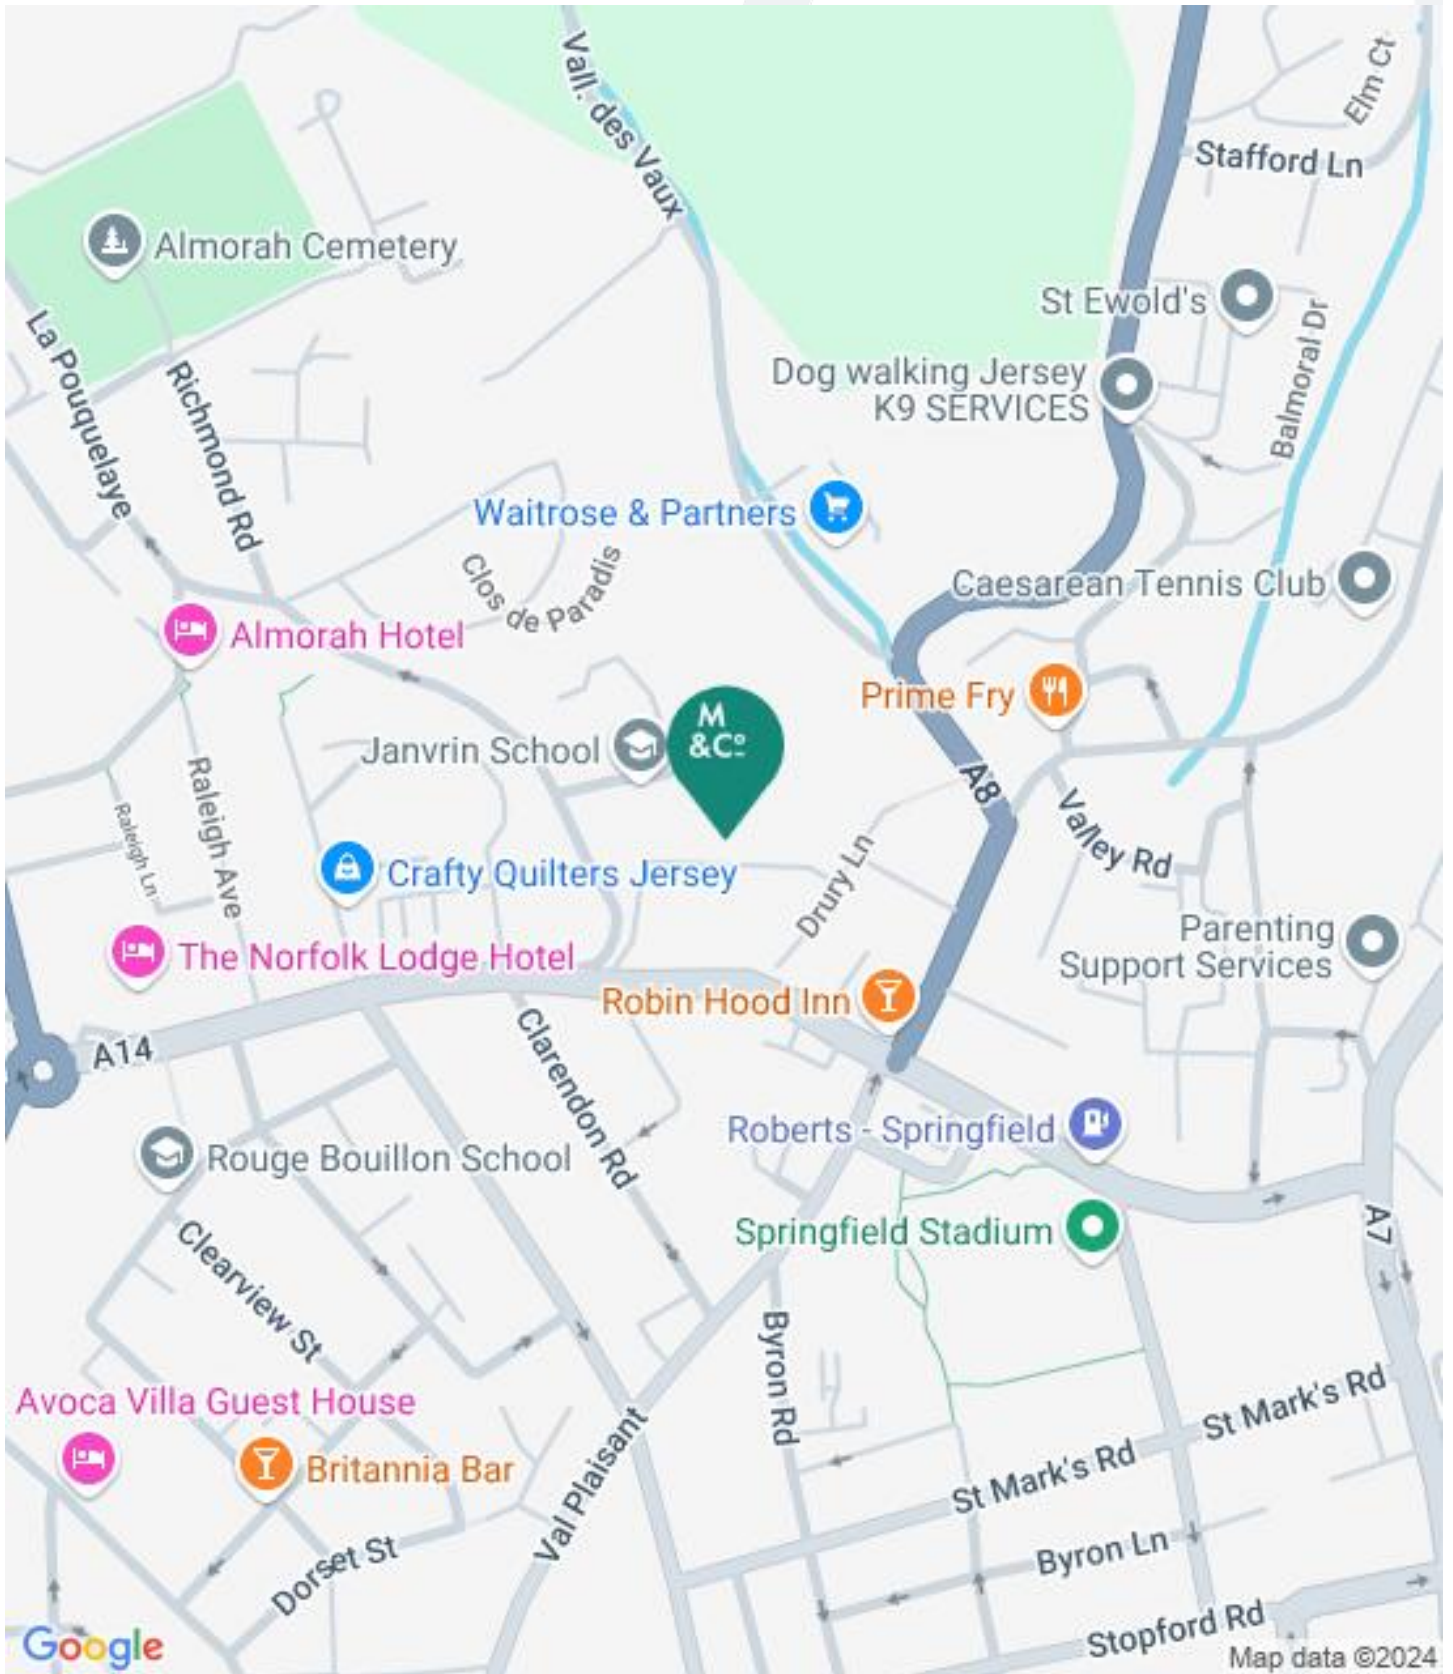 Vall. des Vaux
Elm Ct
Stafford Ln
Almorah Cemetery
St Ewold's
La Pouquelaye
Richmond Rd
Dog walking Jersey
K9 SERVICES
Balmoral Dr
Waitrose & Partners
Clos de Paradis
Caesarean Tennis Club
Almorah Hotel
Prime Fry
M
&Cº
Janvrin School
A8
Raleigh Ave
Raleigh Ln
Valley Rd
Crafty Quilters Jersey
Drury Ln
Parenting
Support Services
The Norfolk Lodge Hotel
Robin Hood Inn
A14
Clarendon Rd
Roberts - Springfield
Rouge Bouillon School
Springfield Stadium
A7
Clearview St
Byron Rd
Avoca Villa Guest House
St Mark's Rd
Britannia Bar
St Mark's Rd
Val Plaisant
Dorset St
Byron Ln
Stopford Rd
Google
Map data ©2024